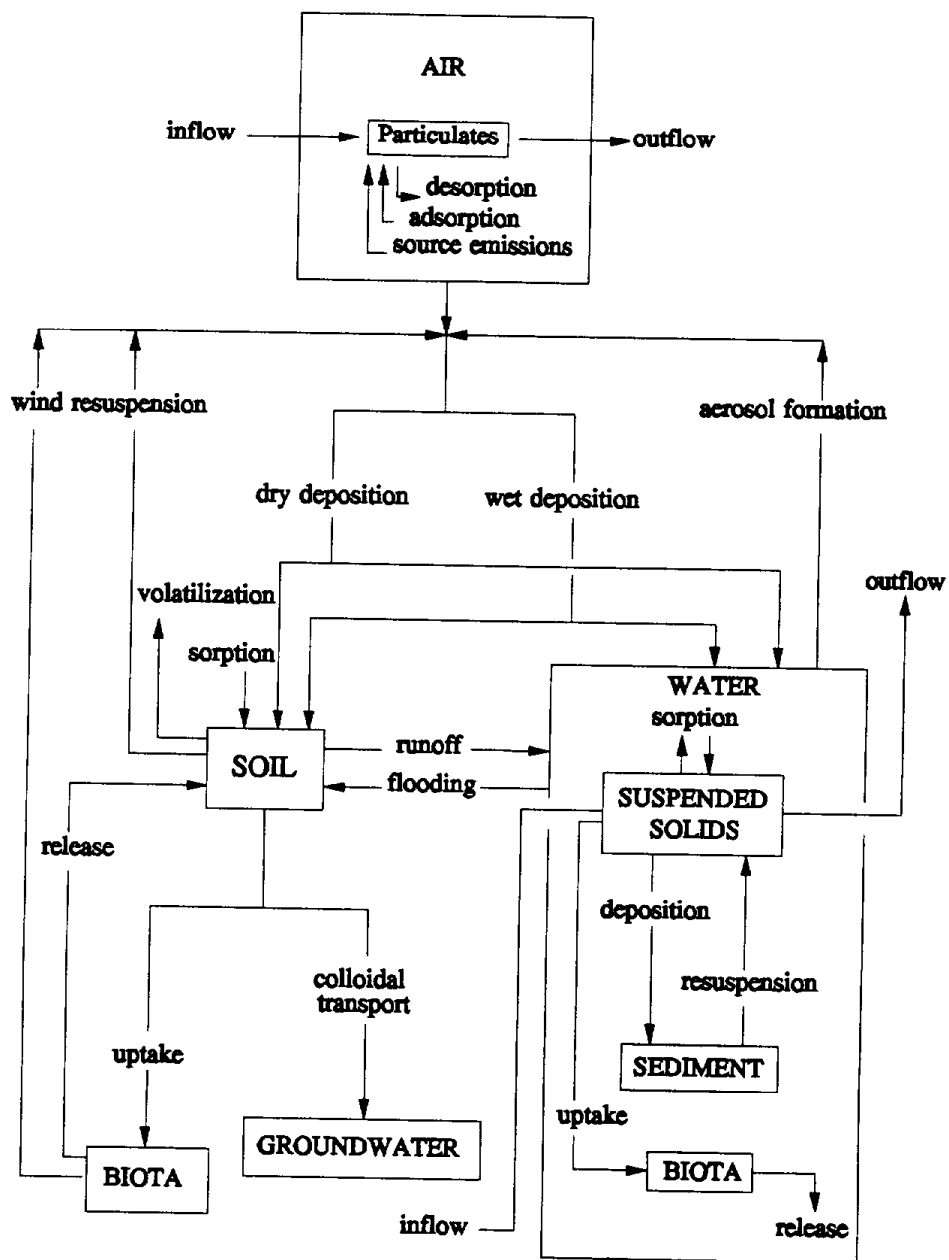 AIR
inflow
Particulates
outflow
desorption
adsorption
source emissions
wind resuspension
aerosol formation
dry deposition
wet deposition
volatilization
outflow
sorption
WATER
sorption
runoff
SOIL
flooding
SUSPENDED
SOLIDS
release
deposition
colloidal
transport
resuspension
uptake
SEDIMENT
uptake
GROUNDWATER
BIOTA
BIOTA
inflow
release